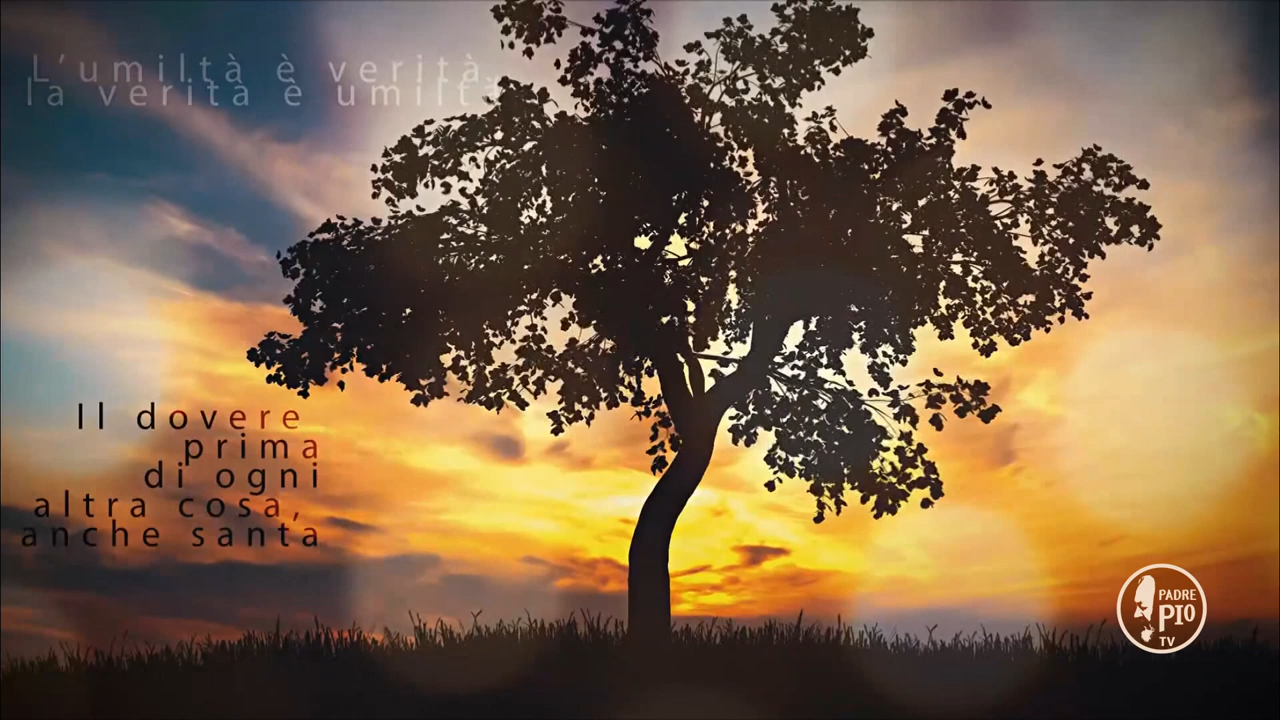 L'umiltà è verità,
la verità è umiltà
Il dovere
prima
di ogni
altra cosa,
anche santa
PADRE
PIO
TV